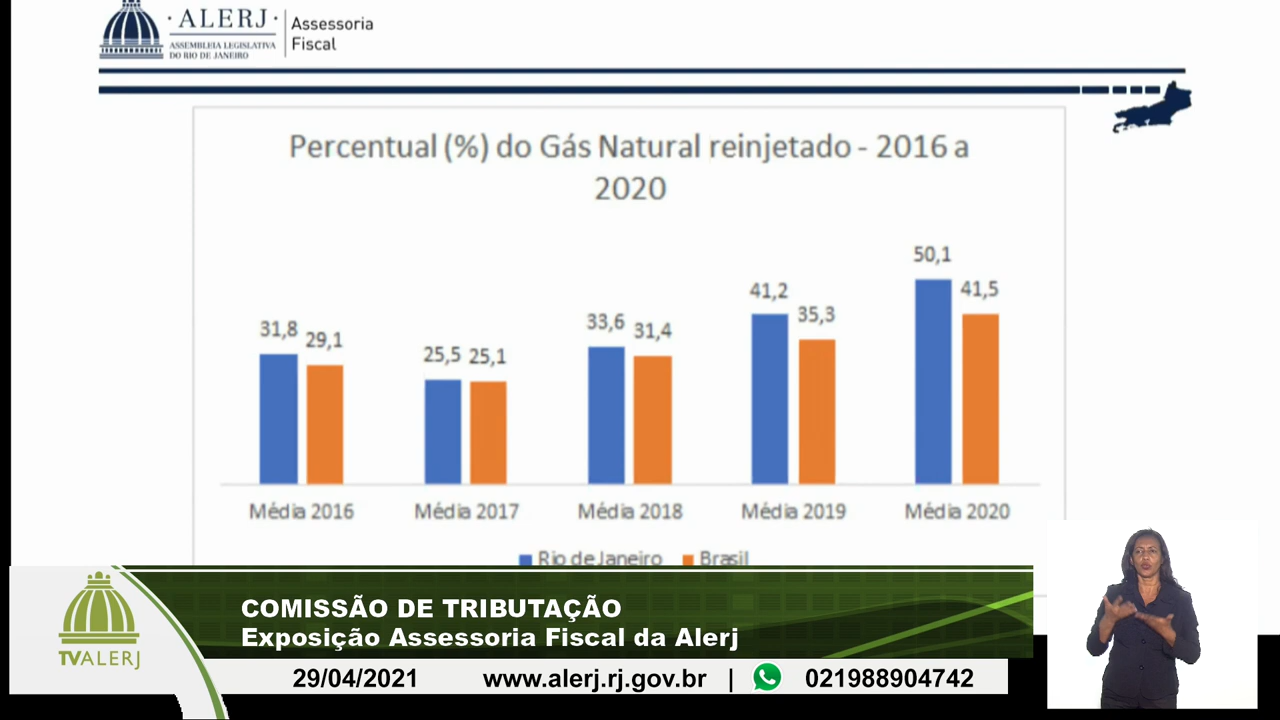 · ALERJ ·
ASSEMBLEIA LEGISLATIVA
DO RIO DE JANEIRO
Assessoria
Fiscal
Percentual (%) do Gás Natural reinjetado - 2016 a
2020
31,8
29,1
25,5
25,1
33,6
31,4
41,2
35,3
50,1
41,5
Média 2016
Média 2017
Média 2018
Média 2019
Média 2020
Rio de Janeiro
Brasil
COMISSÃO DE TRIBUTAÇÃO
Exposição Assessoria Fiscal da Alerj
TVALERJ
29/04/2021 www.alerj.rj.gov.br | 021988904742